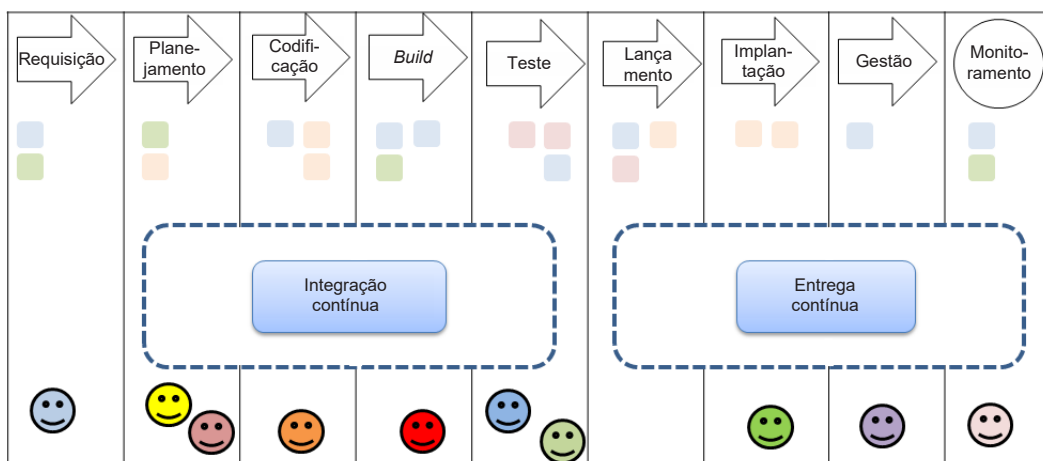 Requisição
Plane-
jamento
Codifi-
cação
Build
Teste
Lança
mento
Implan-
tação
Gestão
Monito-
ramento
Integração
contínua
Entrega
contínua